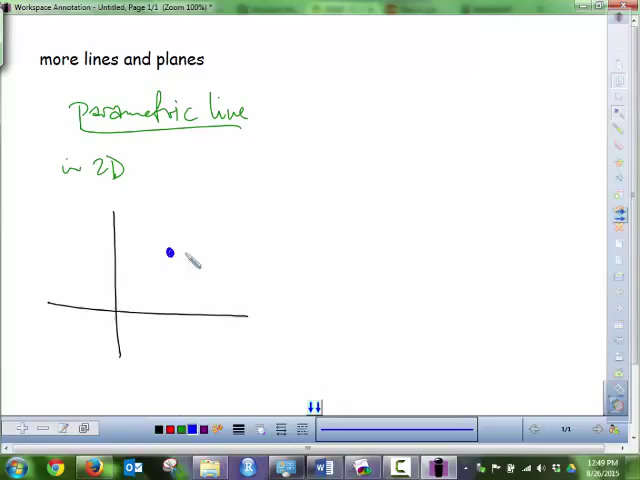 Workspace Annotation - Untitled, Page 1/1 (Zoom 100%) *
more lines and planes
parametric line
in 2D
1/1
12:49 PM
8/26/2015